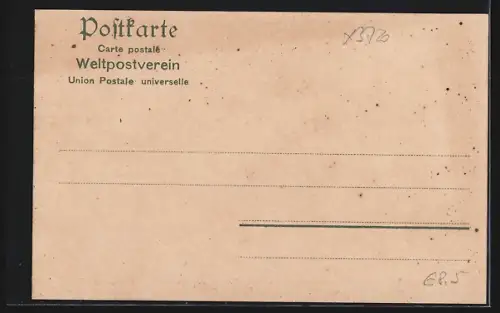 Postkarte
Carte postale
Weltpostverein
Union Postale universelle